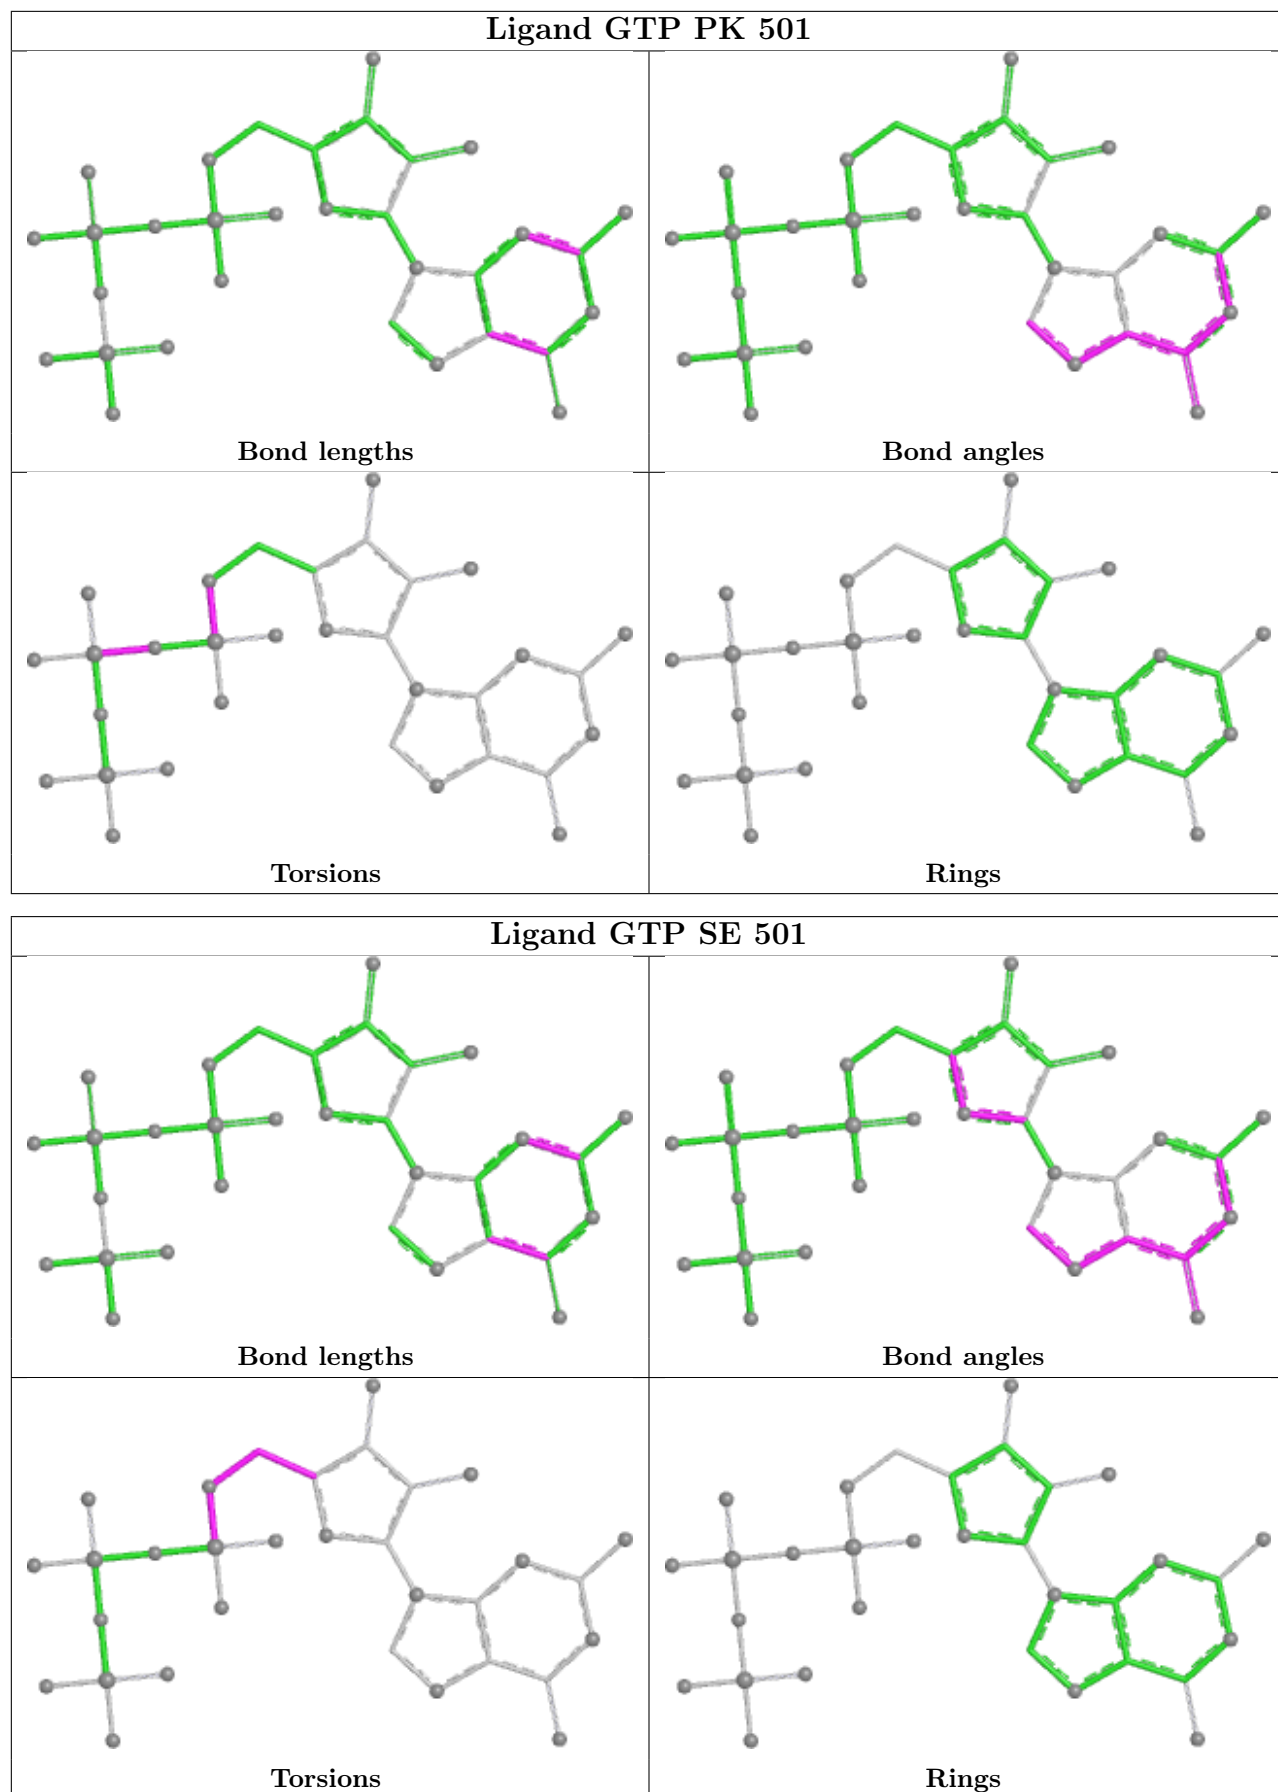 Ligand GTP PK 501
Bond lengths
Bond angles
Torsions
Rings
Ligand GTP SE 501
Bond lengths
Bond angles
Torsions
Rings